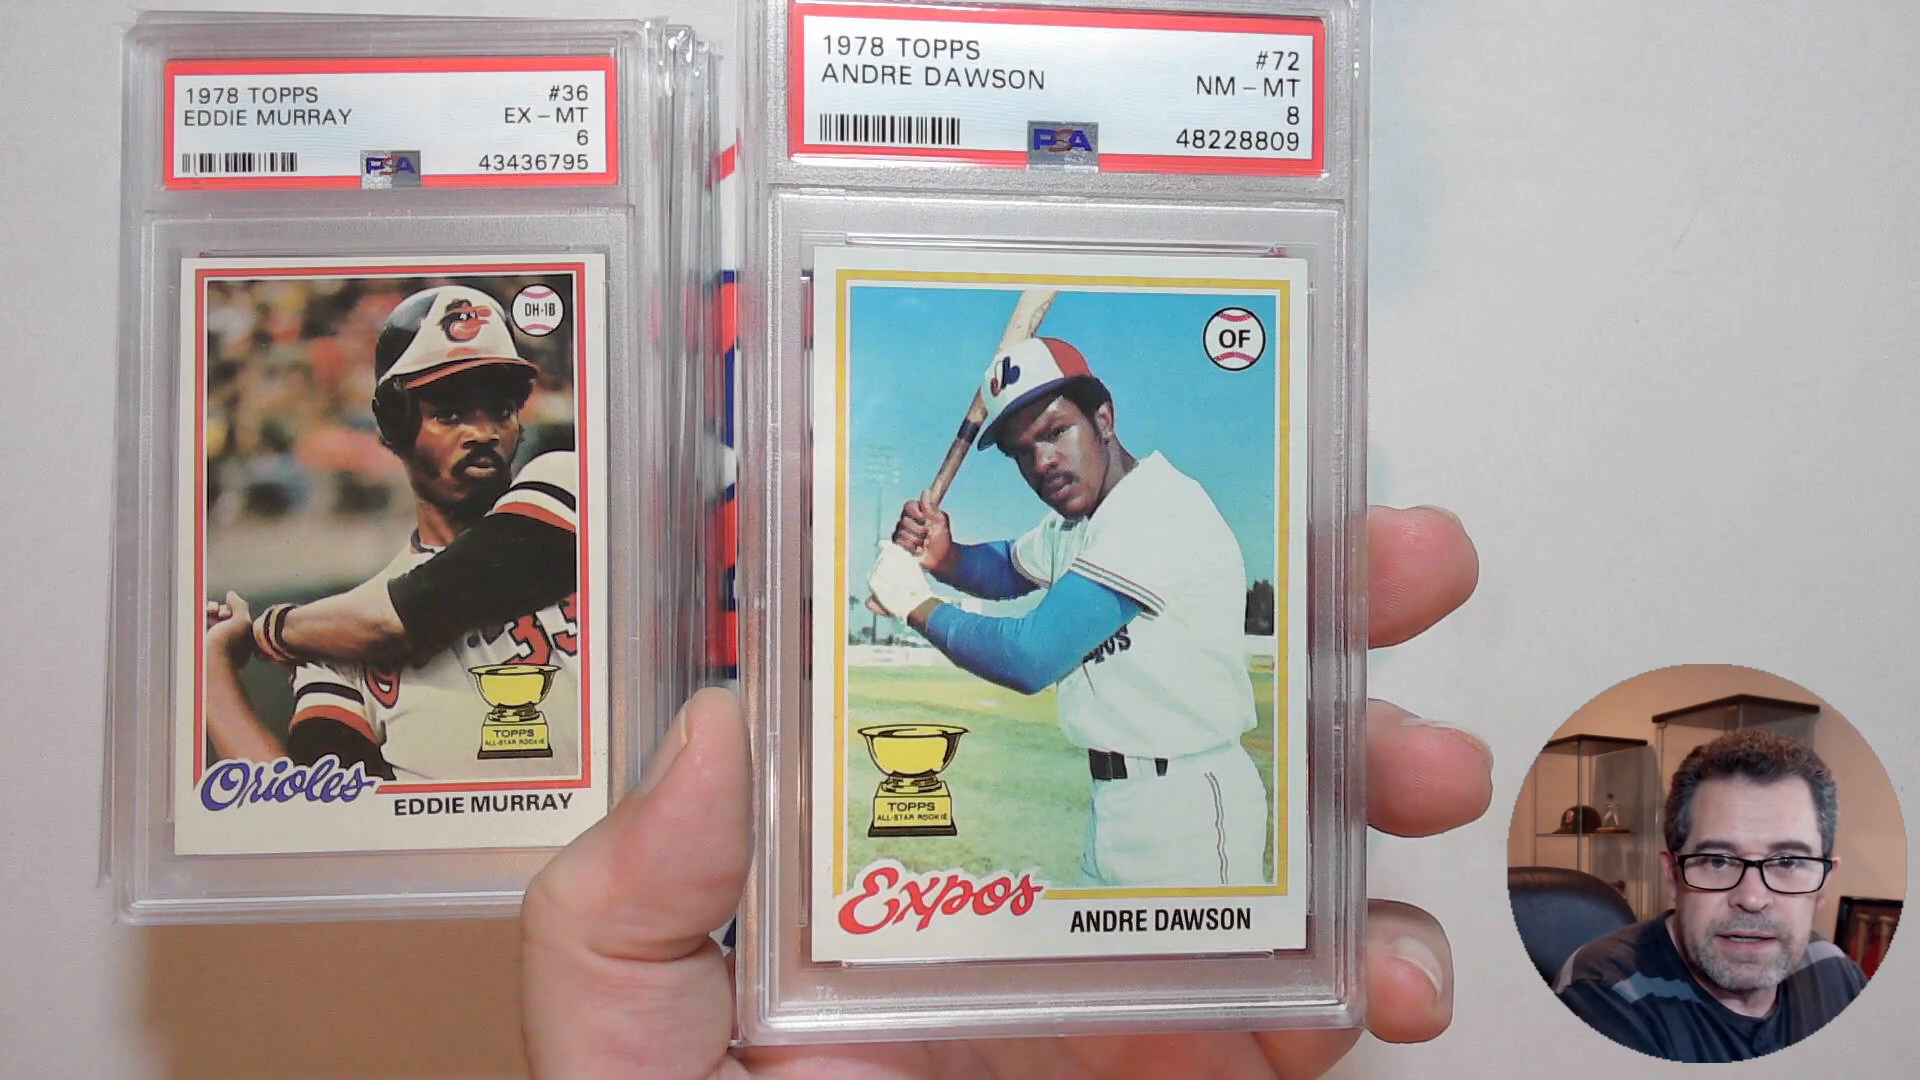 1978 TOPPS
EDDIE MURRAY
#36
EX - MT
6
43436795
PSA
DH-1B
33
TOPPS
ALL-STAR ROOKIE
Orioles
EDDIE MURRAY
1978 TOPPS
ANDRE DAWSON
#72
NM - MT
8
48228809
PSA
OF
TOPPS
ALL-STAR ROOKIE
Expos
ANDRE DAWSON